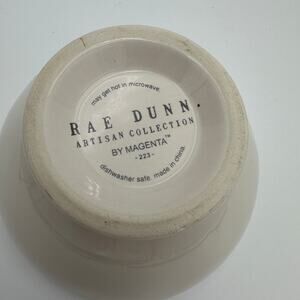 may get hot in microwave.
RAE DUNN
ARTISAN COLLECTION
BY MAGENTA™
-223-
dishwasher safe. made in china.